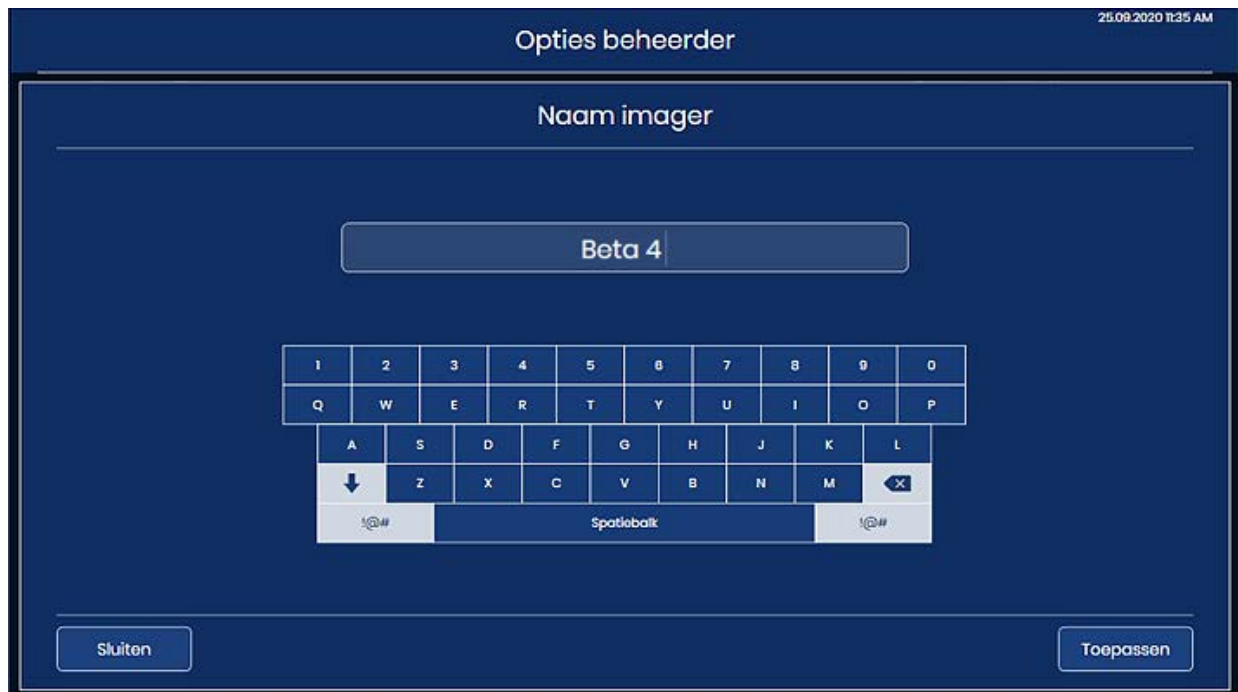 25.09.2020 11:35 AM
Opties beheerder
Naam imager
Beta 4
1 2 3 4 5 6 7 8 9 0
Q W E R T Y U I O P
A S D F G H J K L
Z X C V B N M
!@# Spatiebalk !@#
Sluiten Toepassen